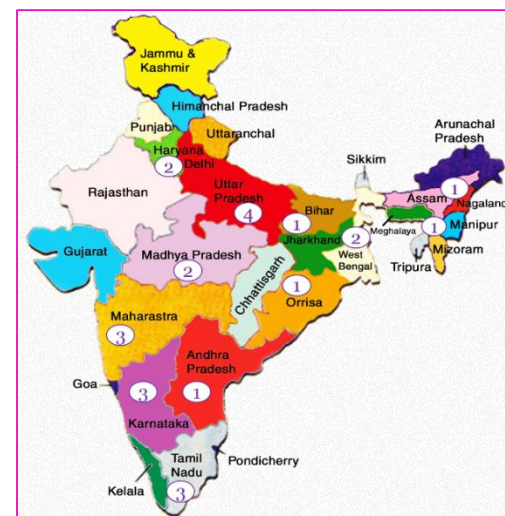 Jammu &
Kashmir
Himanchal Pradesh
Punjab
Uttaranchal
Haryana
Delhi
2
Arunachal
Pradesh
Sikkim
Rajasthan
Uttar
Pradesh
4
Assam
1
Nagaland
Bihar
1
Meghalaya
1
Manipur
Jharkhand
2
West
Bengal
Mizoram
Tripura
Gujarat
Madhya Pradesh
2
Chhattisgarh
1
Orrisa
Maharastra
3
Andhra
Pradesh
1
Goa
3
Karnataka
Tamil
Nadu
3
Pondicherry
Kelala